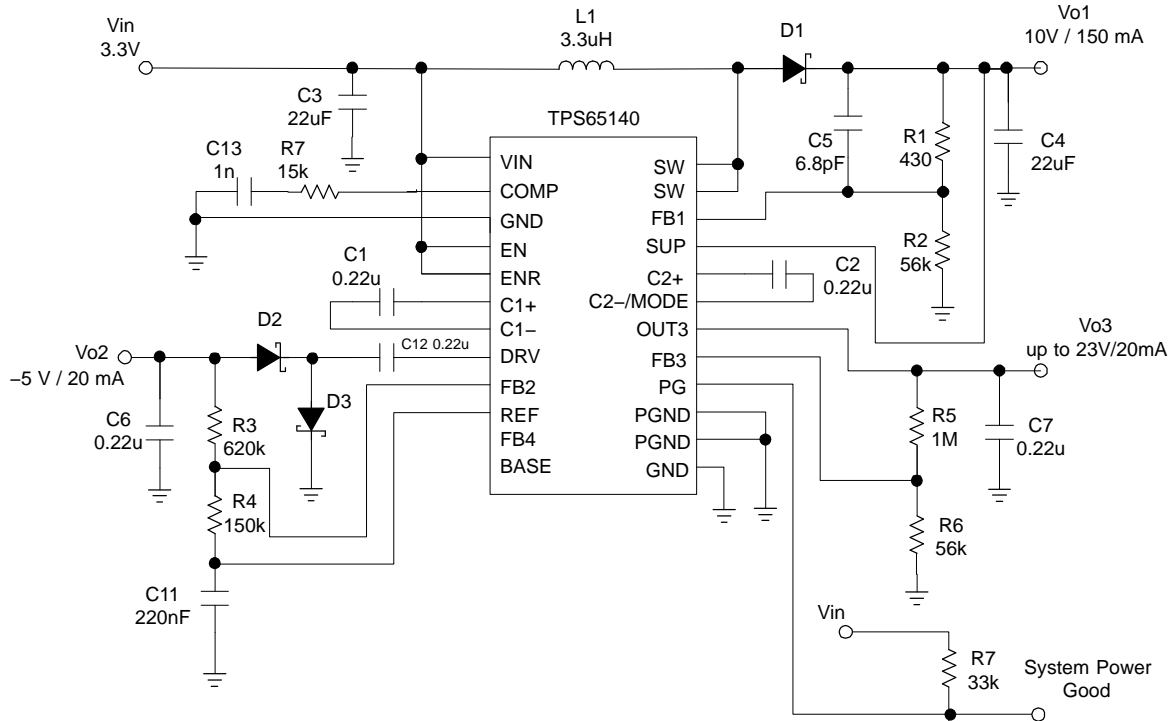 Vin
3.3V
L1
3.3uH
D1
Vo1
10V / 150 mA
C3
22uF
TPS65140
C13
1n
R7
15k
C5
6.8pF
R1
430
C4
22uF
VIN
COMP
GND
EN
ENR
C1+
C1−
DRV
FB2
REF
FB4
BASE
SW
SW
FB1
SUP
C2+
C2−/MODE
OUT3
FB3
PG
PGND
PGND
GND
R2
56k
C1
0.22u
C2
0.22u
D2
C12 0.22u
Vo2
−5 V / 20 mA
Vo3
up to 23V/20mA
D3
C6
0.22u
R3
620k
R5
1M
C7
0.22u
R4
150k
R6
56k
C11
220nF
Vin
R7
33k
System Power
Good